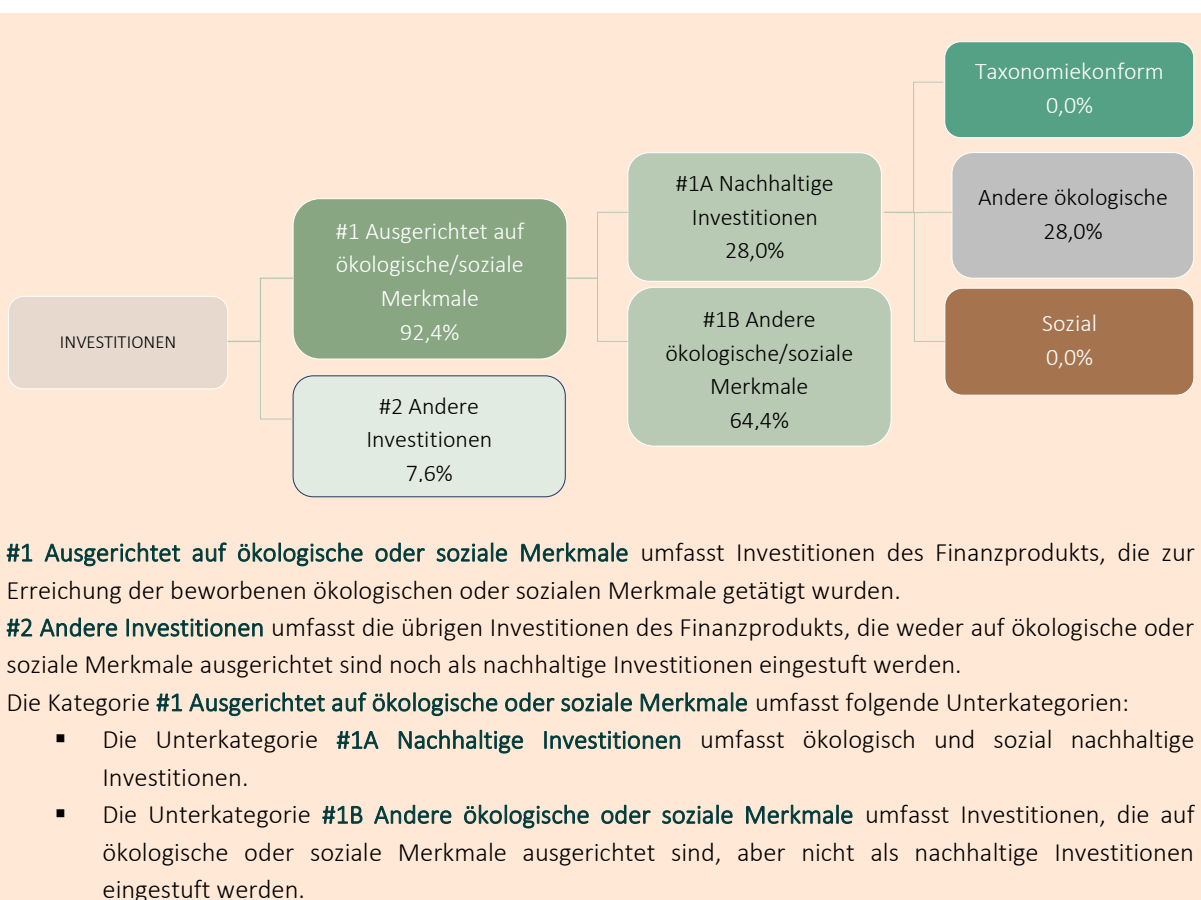 INVESTITIONEN
#1 Ausgerichtet auf
ökologische/soziale
Merkmale
92,4%
#2 Andere
Investitionen
7,6%
#1A Nachhaltige
Investitionen
28,0%
#1B Andere
ökologische/soziale
Merkmale
64,4%
Taxonomiekonform
0,0%
Andere ökologische
28,0%
Sozial
0,0%
#1 Ausgerichtet auf ökologische oder soziale Merkmale umfasst Investitionen des Finanzprodukts, die zur
Erreichung der beworbenen ökologischen oder sozialen Merkmale getätigt wurden.
#2 Andere Investitionen umfasst die übrigen Investitionen des Finanzprodukts, die weder auf ökologische oder
soziale Merkmale ausgerichtet sind noch als nachhaltige Investitionen eingestuft werden.
Die Kategorie #1 Ausgerichtet auf ökologische oder soziale Merkmale umfasst folgende Unterkategorien:
▪ Die Unterkategorie #1A Nachhaltige Investitionen umfasst ökologisch und sozial nachhaltige
Investitionen.
▪ Die Unterkategorie #1B Andere ökologische oder soziale Merkmale umfasst Investitionen, die auf
ökologische oder soziale Merkmale ausgerichtet sind, aber nicht als nachhaltige Investitionen
eingestuft werden.